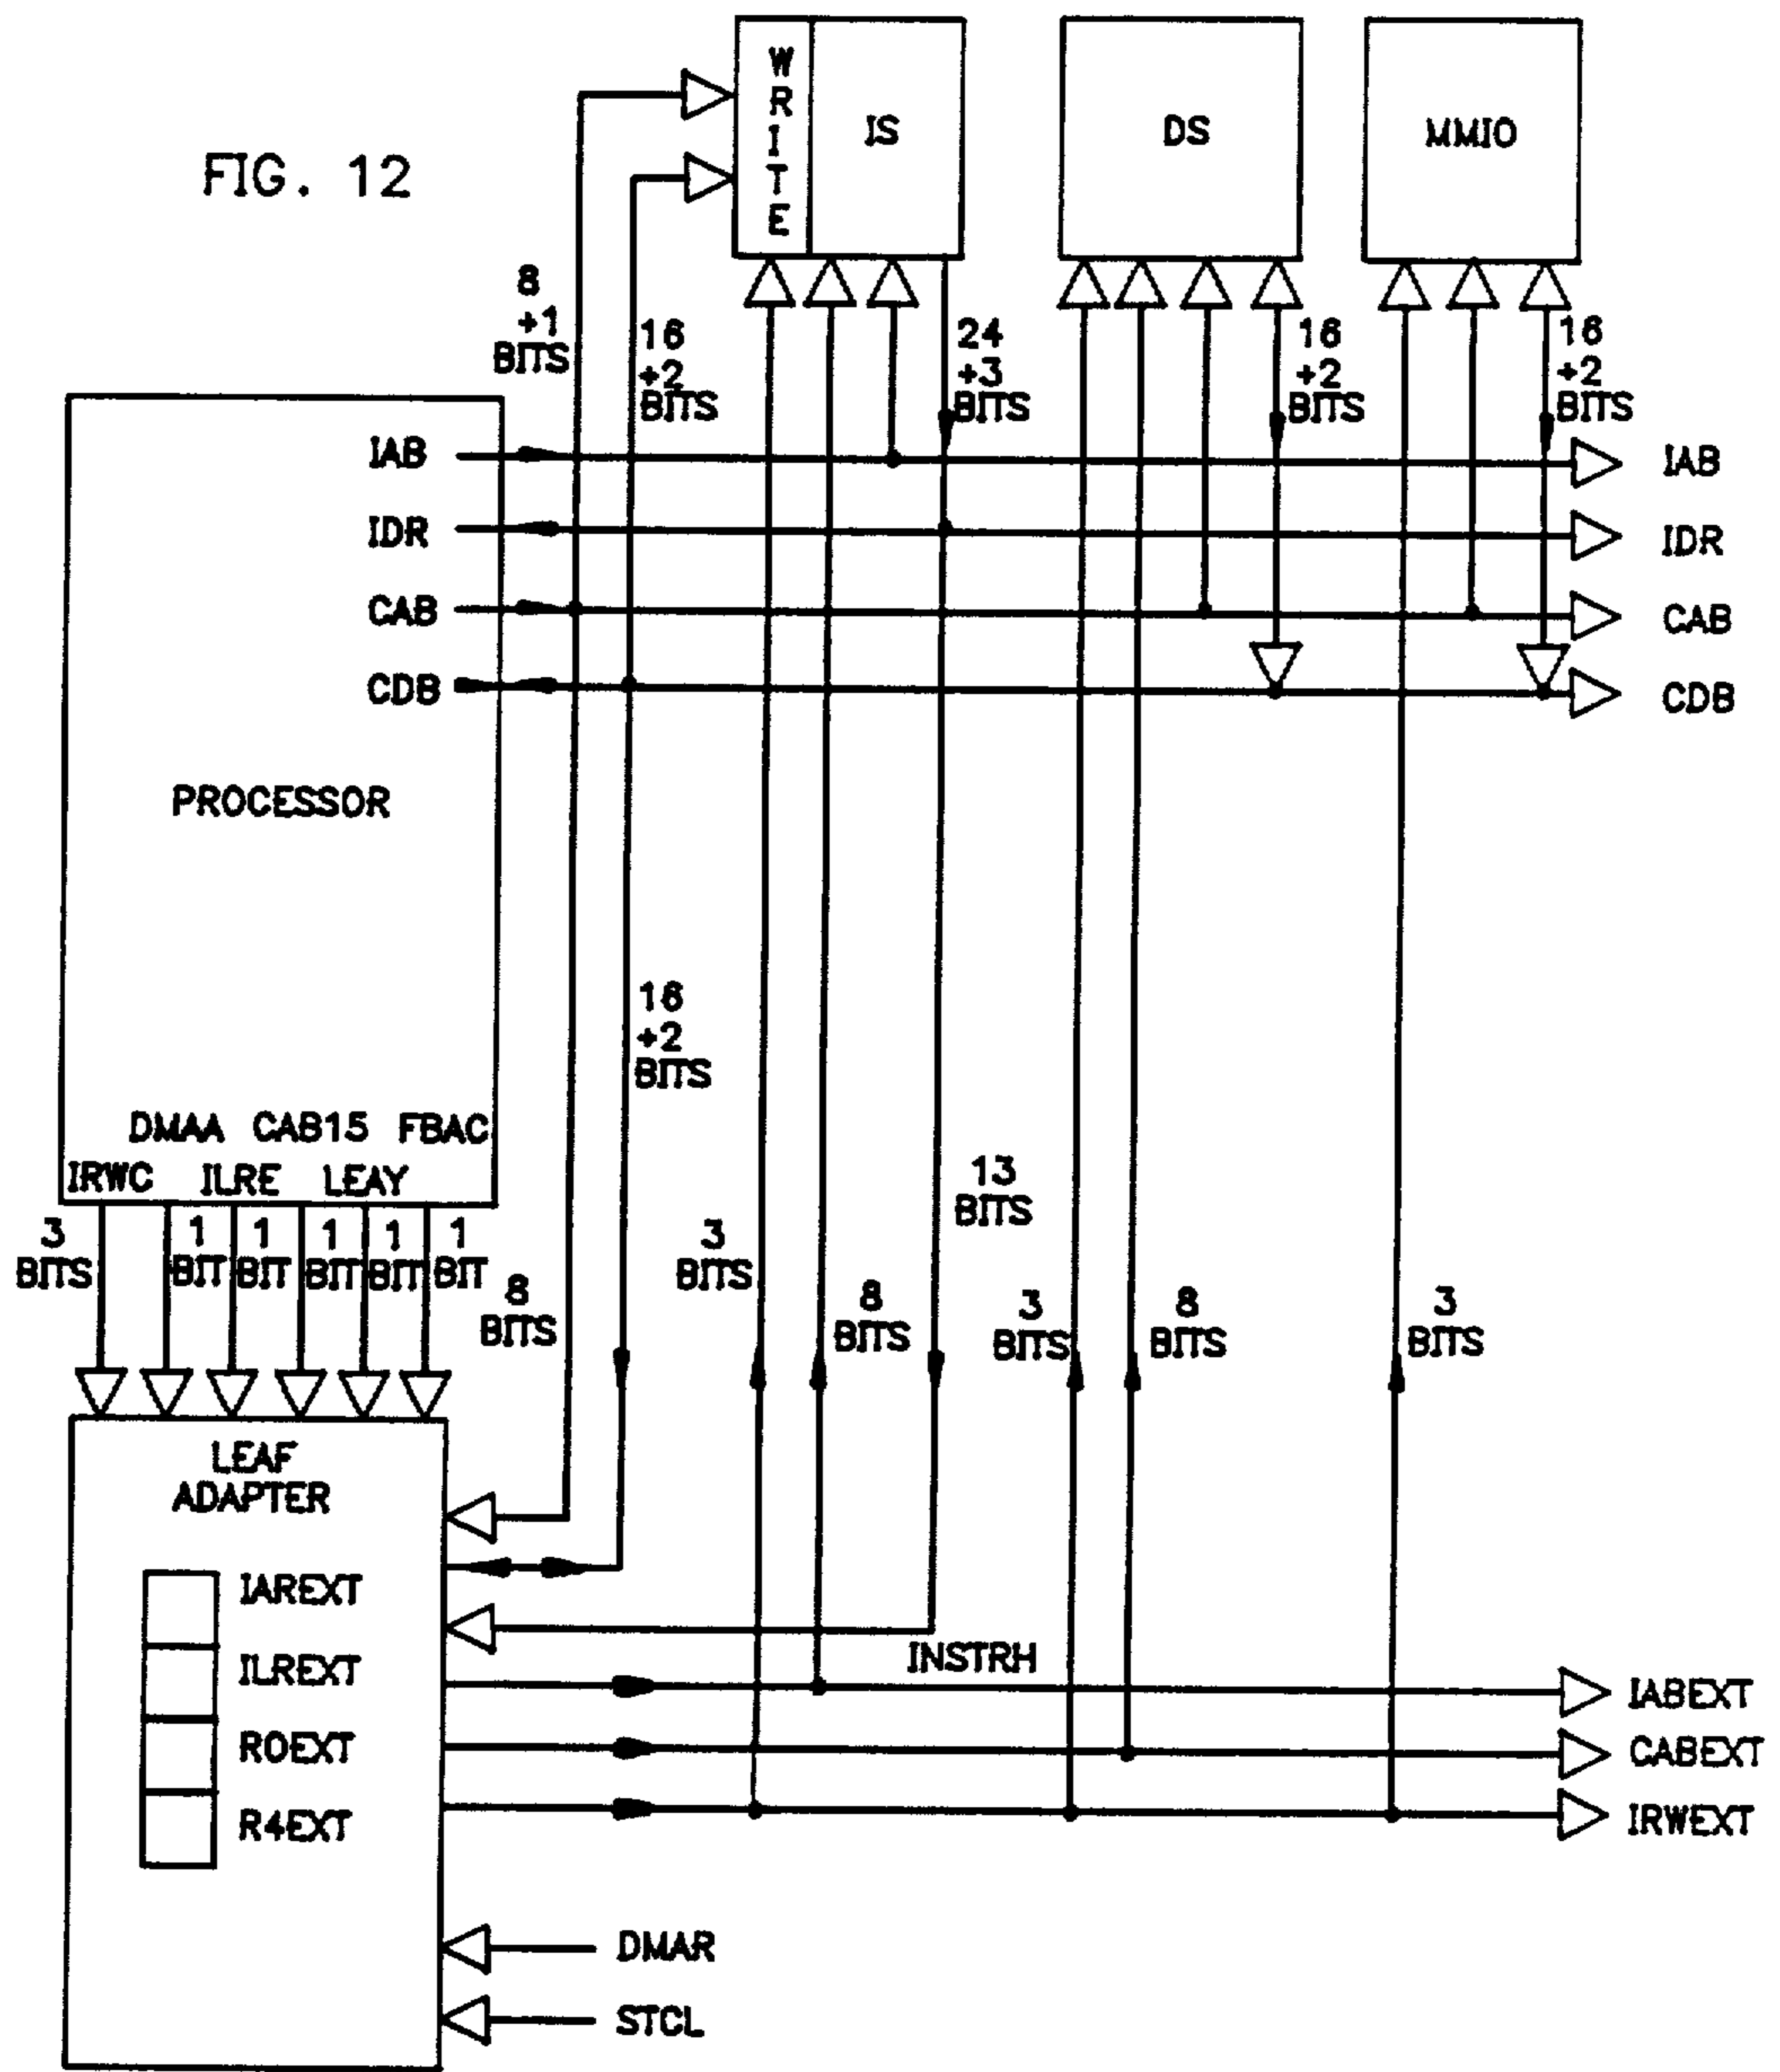 FIG. 12
WRITE
IS
DS
MMIO
8
+1
BITS
16
+2
BITS
24
+3
BITS
16
+2
BITS
16
+2
BITS
IAB
IAB
IDR
IDR
CAB
CAB
CDB
CDB
PROCESSOR
16
+2
BITS
DMAA CAB15 FBAC
IRWC ILRE LEAY
3
BITS
1
BIT
1
BIT
1
BIT
1
BIT
1
BIT
8
BITS
3
BITS
8
BITS
13
BITS
3
BITS
8
BITS
3
BITS
LEAF
ADAPTER
IAREXT
ILREXT
R0EXT
R4EXT
INSTRH
IABEXT
CABEXT
IRWEXT
DMAR
STCL